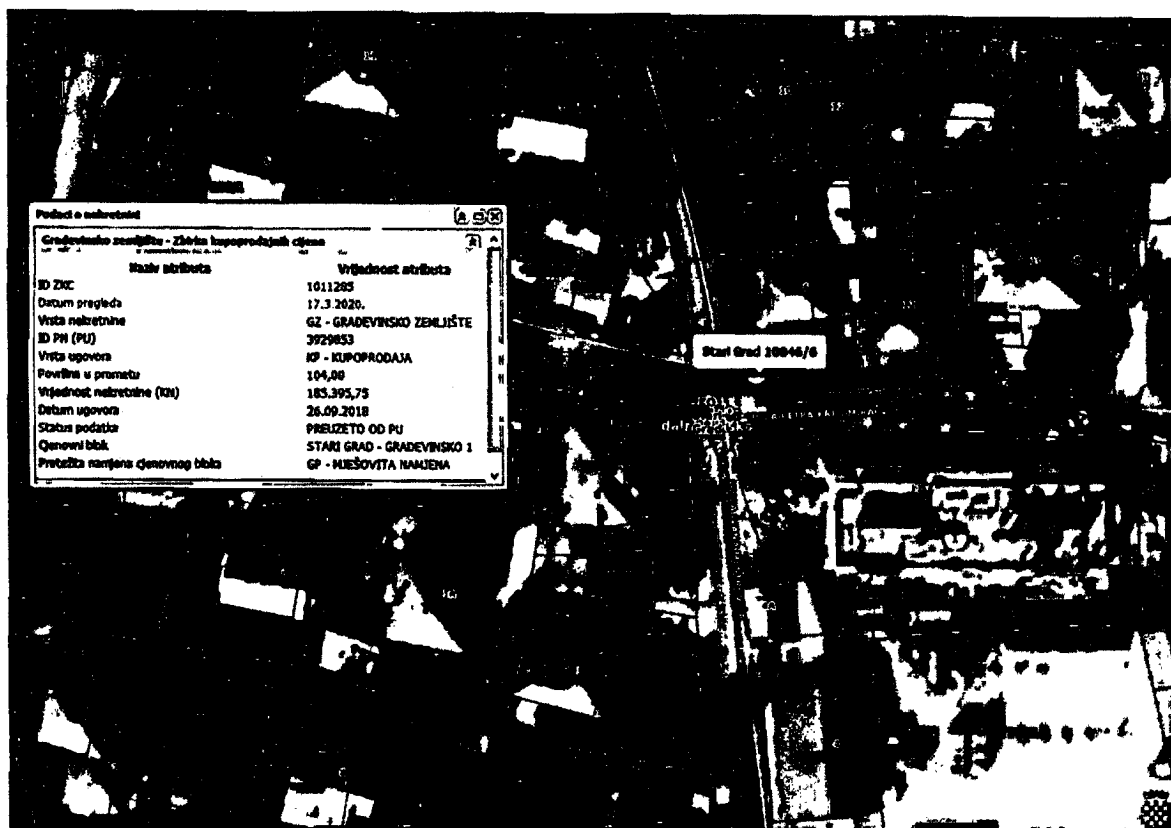 Podaci o nekretnini
Građevinsko zemljište - Zbirka kupoprodajnih cijena
Naziv atributa Vrijednost atributa
ID ZKC 1011205
Datum pregleda 17.3.2020.
Vrsta nekretnine GZ - GRAĐEVINSKO ZEMLJIŠTE
ID PN (PU) 3929853
Vrsta ugovora KP - KUPOPRODAJA
Površina u prometu 104,00
Vrijednost nekretnine (KN) 185.395,75
Datum ugovora 26.09.2018
Status podatka PREUZETO OD PU
Cjenovni blok STARI GRAD - GRAĐEVINSKO 1
Pretežita namjena cjenovnog bloka GP - MJEŠOVITA NAMJENA
Stari Grad 10046/6